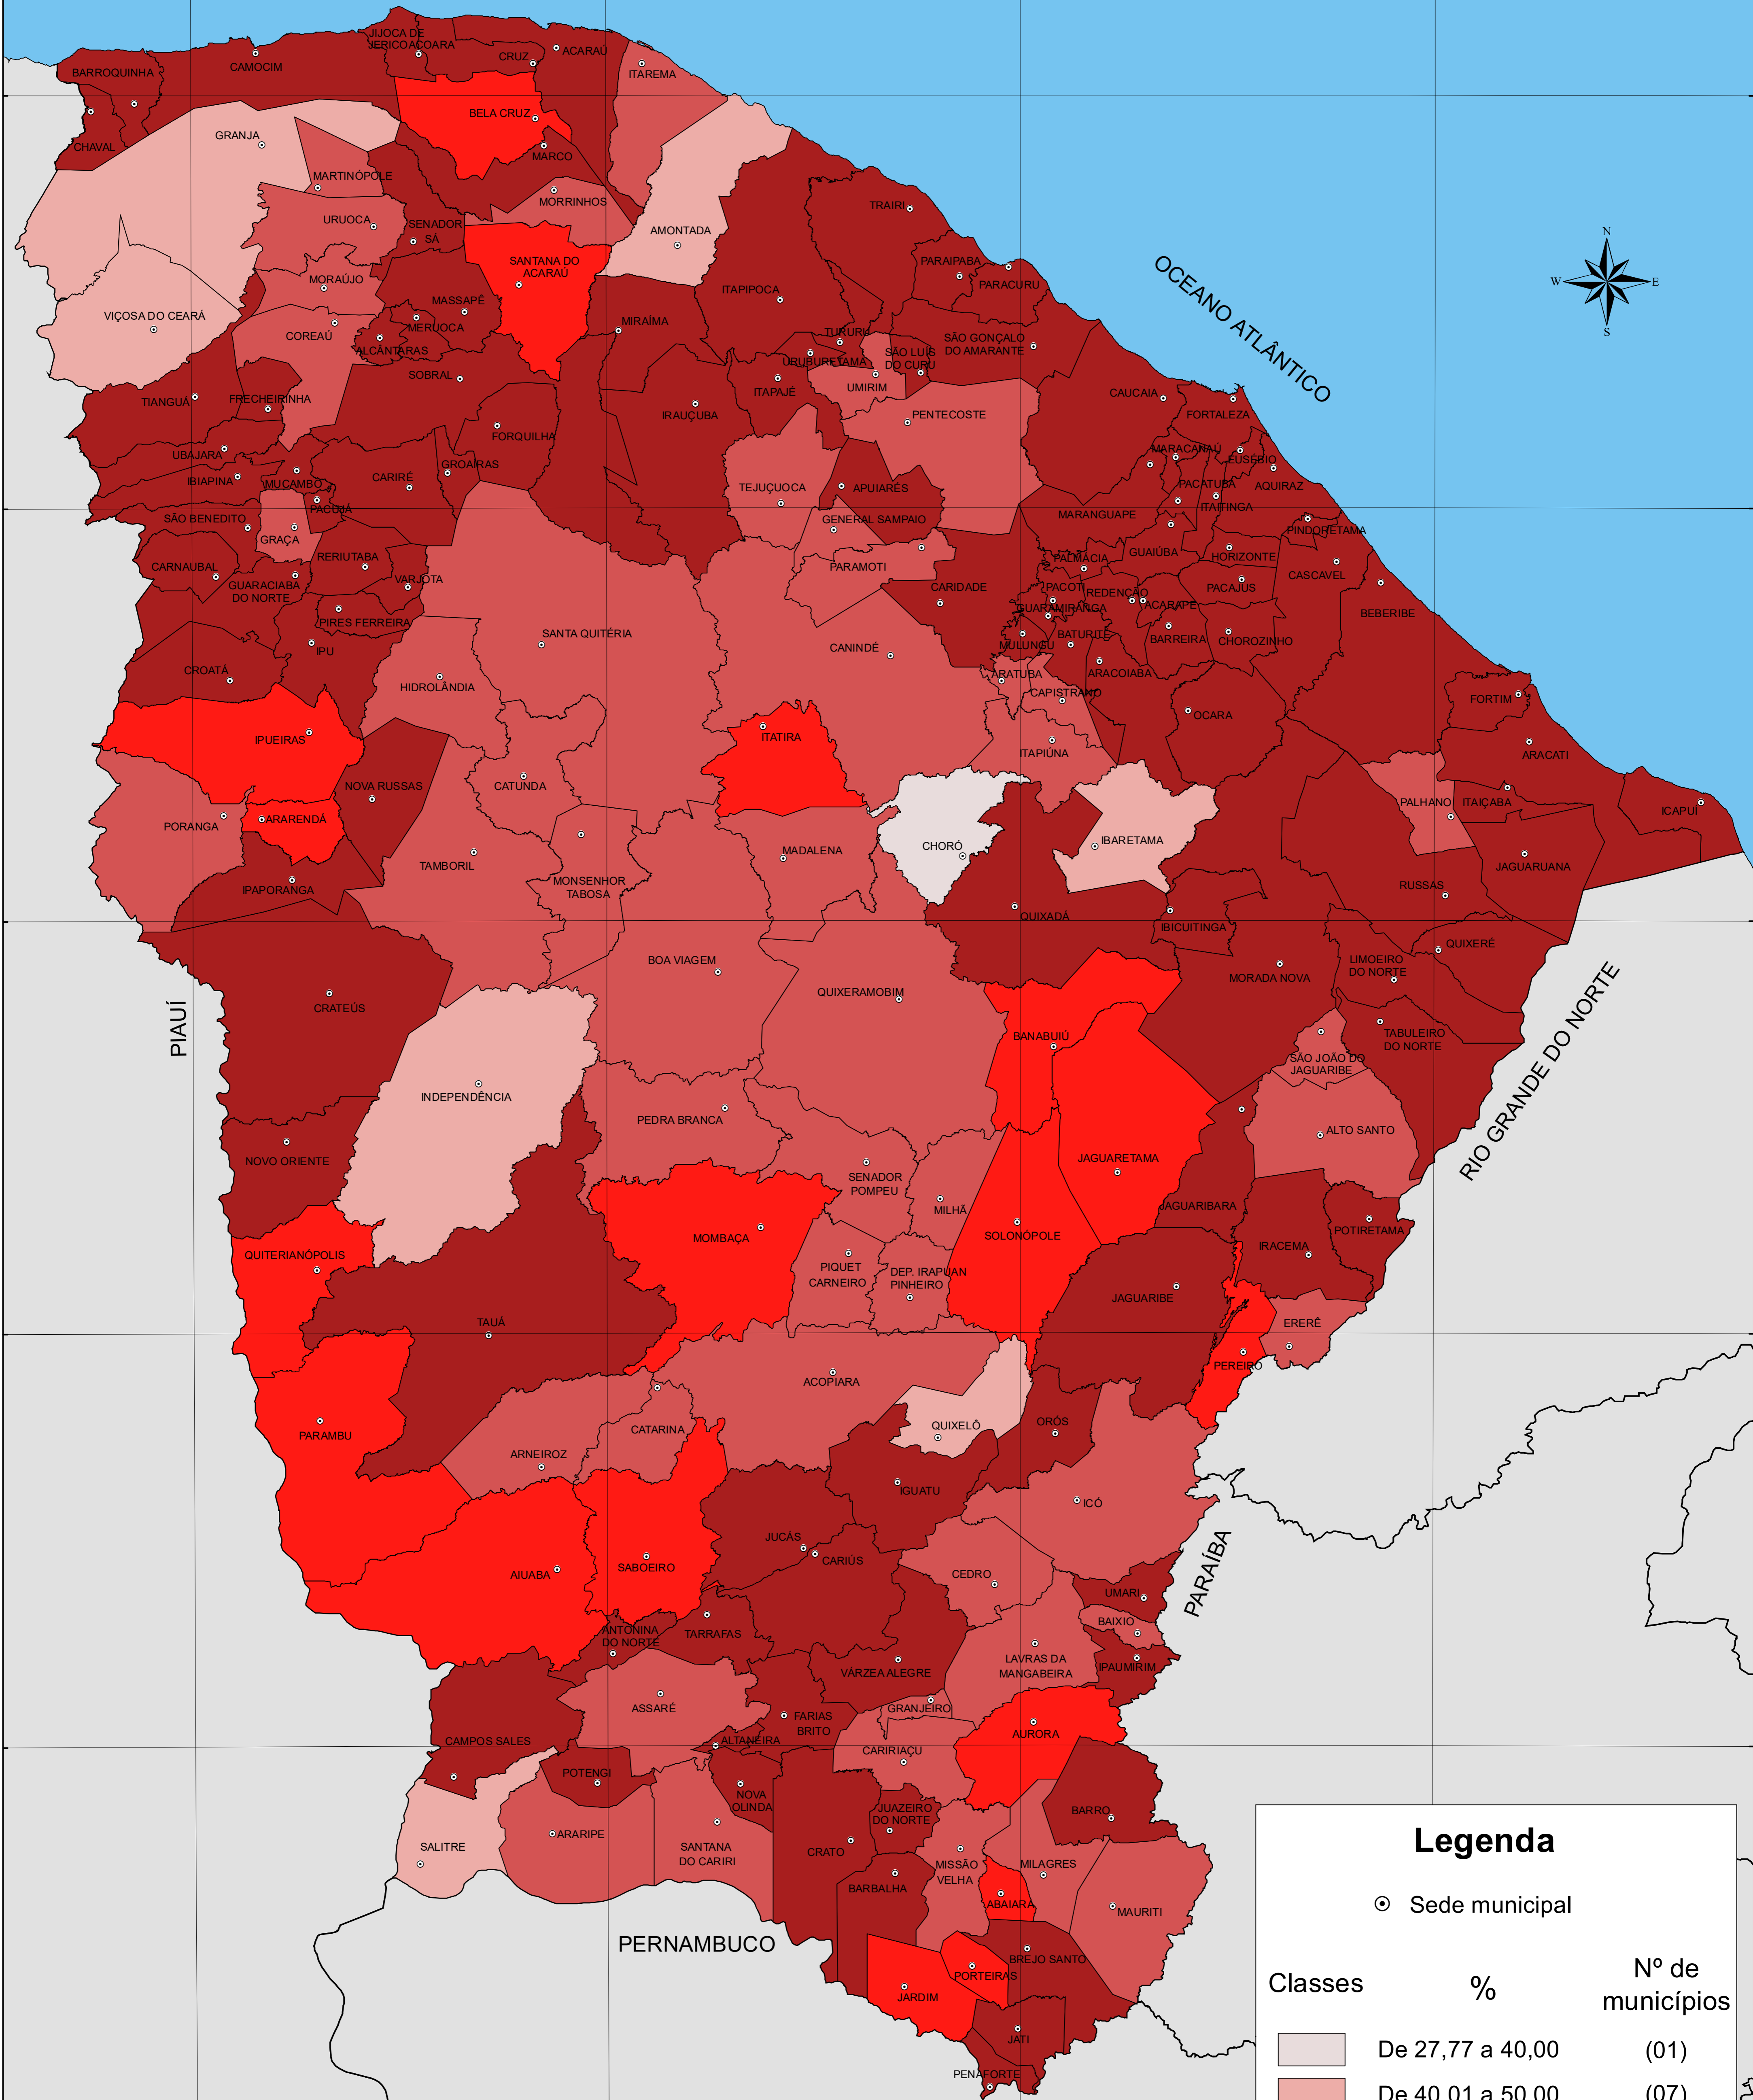 JIJOCA DE
JERICOACOARA
CRUZ
ACARAÚ
BARROQUINHA
CAMOCIM
ITAREMA
BELA CRUZ
GRANJA
CHAVAL
MARCO
MARTINÓPOLE
MORRINHOS
TRAIRI
URUOCA
SENADOR
SÁ
AMONTADA
N
W
E
S
OCEANO ATLÂNTICO
SANTANA DO
ACARAÚ
PARAIPABA
PARACURU
MORAÚJO
ITAPIPOCA
MASSAPÊ
VIÇOSA DO CEARÁ
MIRAÍMA
MERUOCA
COREAÚ
TURURU
SÃO GONÇALO
DO AMARANTE
ALCÂNTARAS
SÃO LUÍS
DO CURU
URUBURETAMA
SOBRAL
UMIRIM
ITAPAJÉ
CAUCAIA
TIANGUÁ
FRECHEIRINHA
IRAUÇUBA
PENTECOSTE
FORTALEZA
FORQUILHA
UBAJARA
MARACANAÚ
EUSÉBIO
GROAÍRAS
IBIAPINA
MUCAMBO
CARIRÉ
TEJUÇUOCA
APUIARÉS
PACATUBA
AQUIRAZ
PACUJÁ
ITAITINGA
SÃO BENEDITO
GENERAL SAMPAIO
MARANGUAPE
PINDORETAMA
GRAÇA
RERIUTABA
GUAIÚBA
HORIZONTE
CARNAUBAL
PARAMOTI
PALMÁCIA
CASCAVEL
GUARACIABA
DO NORTE
VARJOTA
CARIDADE
PACOTI
REDENÇÃO
PACAJUS
GUARAMIRANGA
ACARAPE
BEBERIBE
PIRES FERREIRA
SANTA QUITÉRIA
BATURITÉ
BARREIRA
CHOROZINHO
IPU
CANINDÉ
MULUNGU
CROATÁ
ARATUBA
ARACOIABA
HIDROLÂNDIA
CAPISTRANO
FORTIM
OCARA
IPUEIRAS
ITATIRA
ITAPIÚNA
ARACATI
NOVA RUSSAS
CATUNDA
PALHANO
ITAIÇABA
ICAPUÍ
PORANGA
ARARENDÁ
IBARETAMA
CHORÓ
TAMBORIL
MADALENA
JAGUARUANA
MONSENHOR
TABOSA
IPAPORANGA
RUSSAS
QUIXADÁ
IBICUITINGA
QUIXERÉ
BOA VIAGEM
LIMOEIRO
DO NORTE
MORADA NOVA
CRATEÚS
QUIXERAMOBIM
PIAUÍ
BANABUIÚ
TABULEIRO
DO NORTE
RIO GRANDE DO NORTE
SÃO JOÃO DO
JAGUARIBE
INDEPENDÊNCIA
PEDRA BRANCA
ALTO SANTO
NOVO ORIENTE
JAGUARETAMA
SENADOR
POMPEU
MILHÃ
JAGUARIBARA
POTIRETAMA
MOMBAÇA
SOLONÓPOLE
IRACEMA
QUITERIANÓPOLIS
PIQUET
CARNEIRO
DEP. IRAPUAN
PINHEIRO
JAGUARIBE
TAUÁ
ERERÊ
PEREIRO
ACOPIARA
PARAMBU
CATARINA
QUIXELÔ
ORÓS
ARNEIROZ
IGUATU
ICÓ
JUCÁS
CARIÚS
AIUABA
SABOEIRO
CEDRO
PARAÍBA
UMARI
ANTONINA
DO NORTE
TARRAFAS
BAIXIO
LAVRAS DA
MANGABEIRA
IPAUMIRIM
VÁRZEA ALEGRE
ASSARÉ
GRANJEIRO
FARIAS
BRITO
AURORA
CAMPOS SALES
ALTANEIRA
CARIRIAÇU
POTENGI
NOVA
OLINDA
JUAZEIRO
DO NORTE
BARRO
ARARIPE
SALITRE
SANTANA
DO CARIRI
CRATO
MISSÃO
VELHA
MILAGRES
BARBALHA
ABAIARA
MAURITI
PERNAMBUCO
BREJO SANTO
PORTEIRAS
JARDIM
JATI
PENAFORTE
Legenda
Sede municipal
Classes
%
Nº de
municípios
De 27,77 a 40,00
(01)
De 40,01 a 50,00
(07)